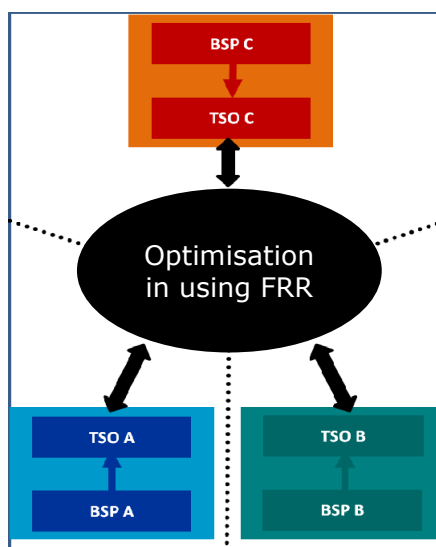 BSP C
TSO C
Optimisation
in using FRR
TSO A
BSP A
TSO B
BSP B